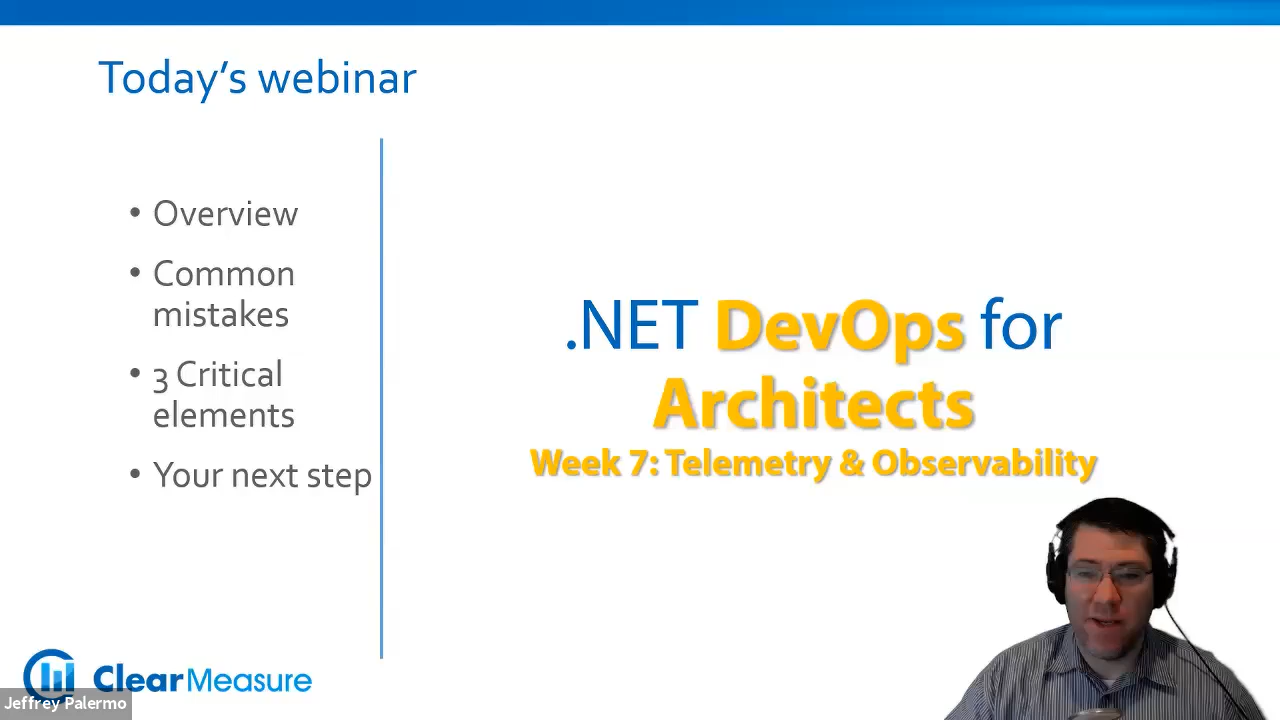 Today's webinar
• Overview
• Common
mistakes
• 3 Critical
elements
• Your next step
.NET DevOps for
Architects
Week 7: Telemetry & Observability
ClearMeasure
Jeffrey Palermo